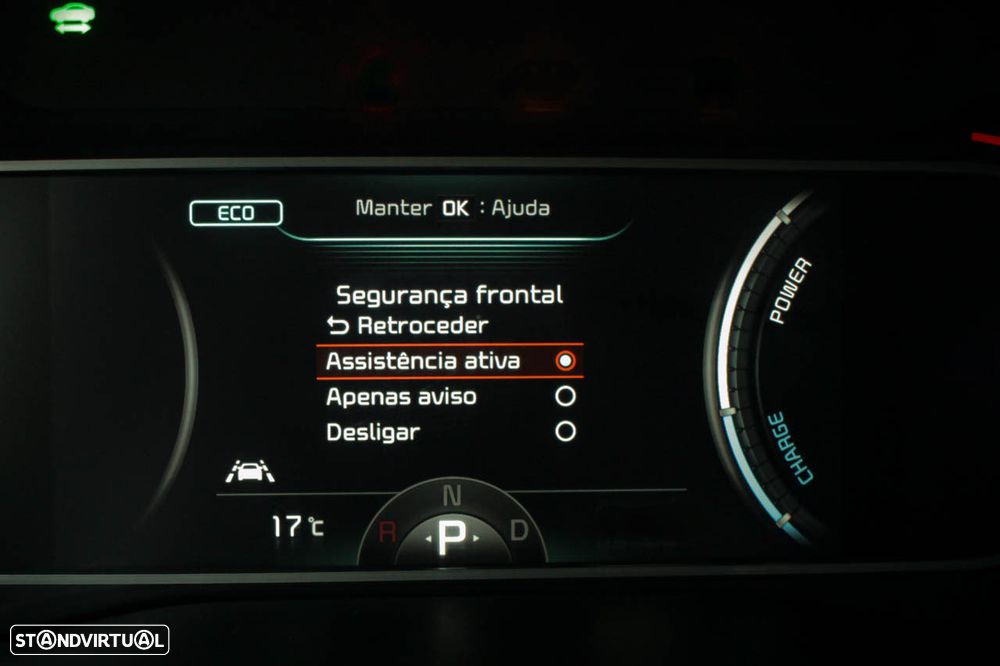 ECO
Manter OK : Ajuda
Segurança frontal
Retroceder
Assistência ativa
Apenas aviso
Desligar
POWER
CHARGE
17 °C
N
R P D
STANDVIRTUAL